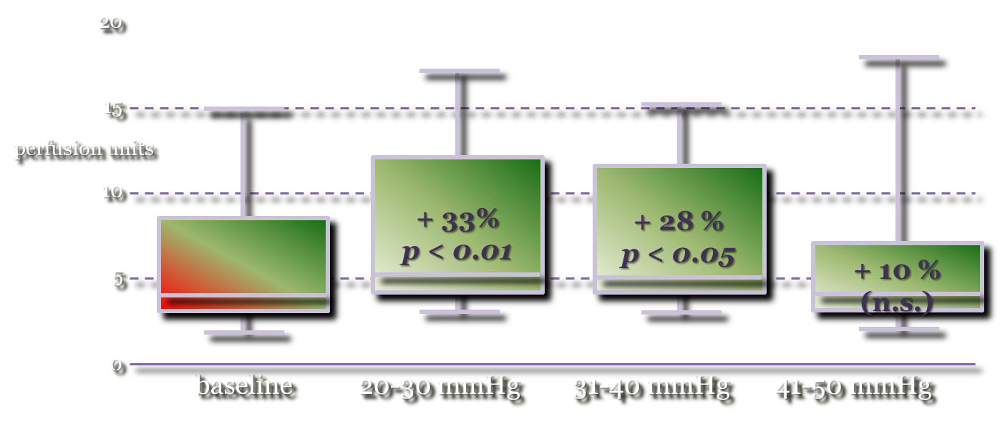 20
15
perfusion units
10
5
0
+ 33%
p < 0.01
+ 28 %
p < 0.05
+ 10 %
(n.s.)
baseline
20-30 mmHg
31-40 mmHg
41-50 mmHg